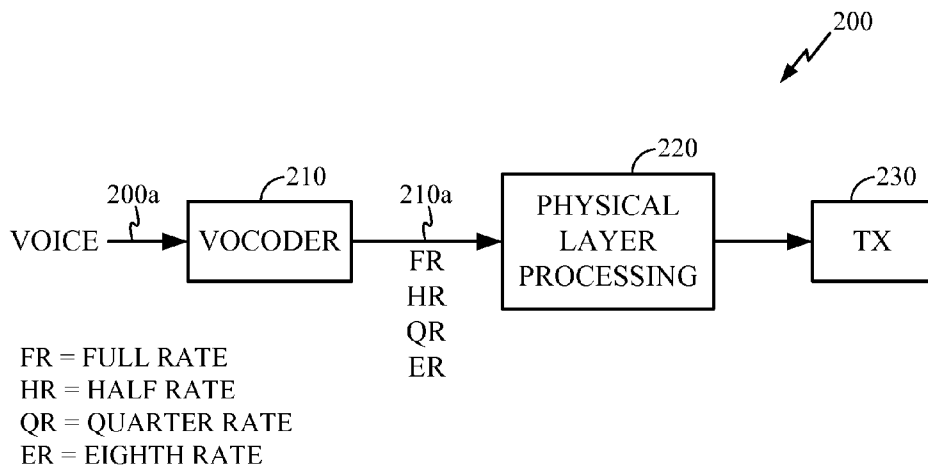 200
220
210
230
200a
210a
PHYSICAL
LAYER
PROCESSING
VOICE
VOCODER
TX
FR
HR
QR
ER
FR = FULL RATE
HR = HALF RATE
QR = QUARTER RATE
ER = EIGHTH RATE